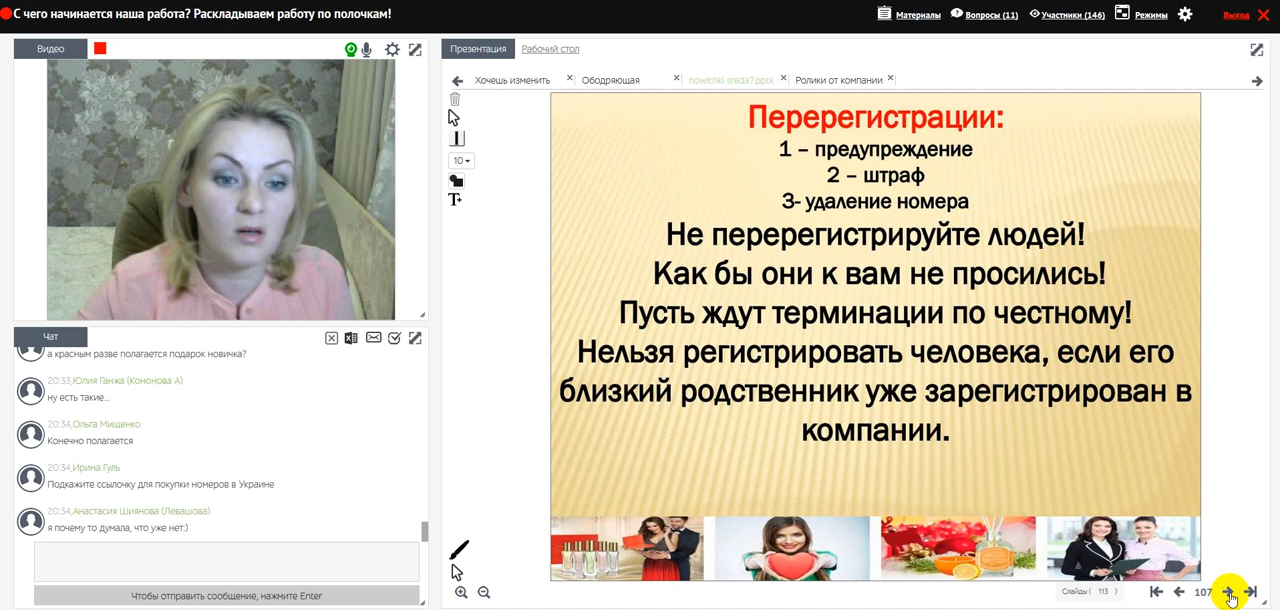 С чего начинается наша работа? Раскладываем работу по полочкам!
Материалы
Вопросы (11)
Участники (146)
Режимы
Выход
Видео
Презентация
Рабочий стол
Хочешь изменить
Ободряющая
nowichki sreda7.pptx
Ролики от компании
10
T+
Перерегистрации:
1 – предупреждение
2 – штраф
3- удаление номера
Не перерегистрируйте людей!
Как бы они к вам не просились!
Пусть ждут терминации по честному!
Нельзя регистрировать человека, если его
близкий родственник уже зарегистрирован в
компании.
Чат
а красным разве полагается подарок новичка?
20:33,Юлия Ганжа (Кононова А)
ну есть такие...
20:34,Ольга Мищенко
Конечно полагается
20:34,Ирина Гуль
Подкажите ссылочку для покупки номеров в Украине
20:34,Анастасия Шиянова (Левашова)
я почему то думала, что уже нет:)
Чтобы отправить сообщение, нажмите Enter
Слайды ( 113 )
107